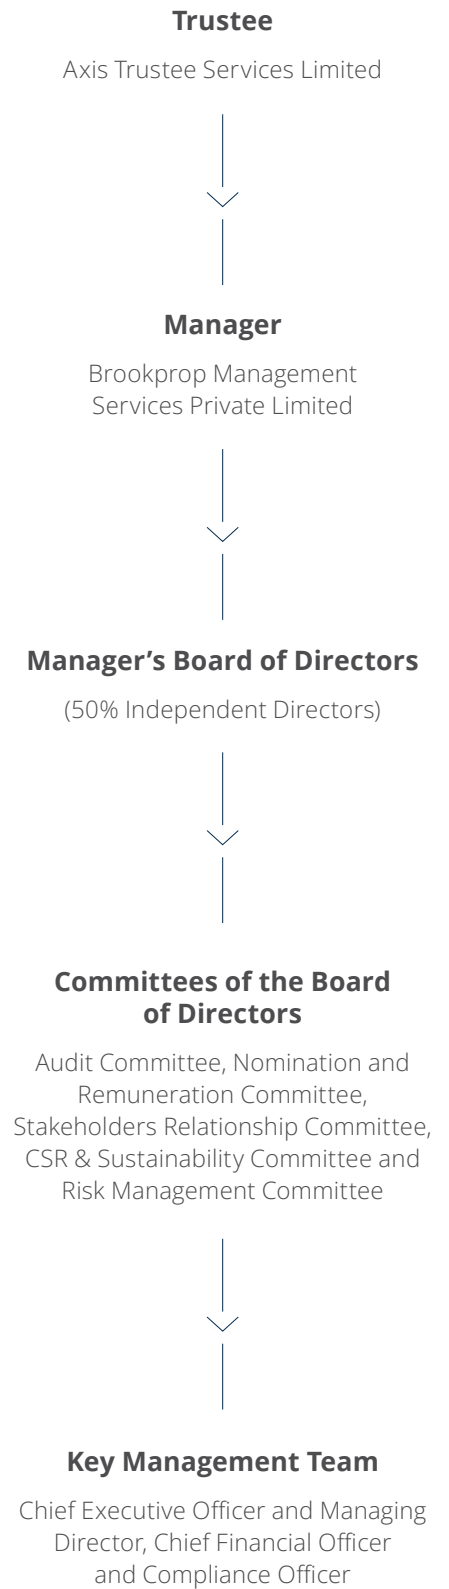 Trustee
Axis Trustee Services Limited
Manager
Brookprop Management
Services Private Limited
Manager’s Board of Directors
(50% Independent Directors)
Committees of the Board
of Directors
Audit Committee, Nomination and
Remuneration Committee,
Stakeholders Relationship Committee,
CSR & Sustainability Committee and
Risk Management Committee
Key Management Team
Chief Executive Officer and Managing
Director, Chief Financial Officer
and Compliance Officer